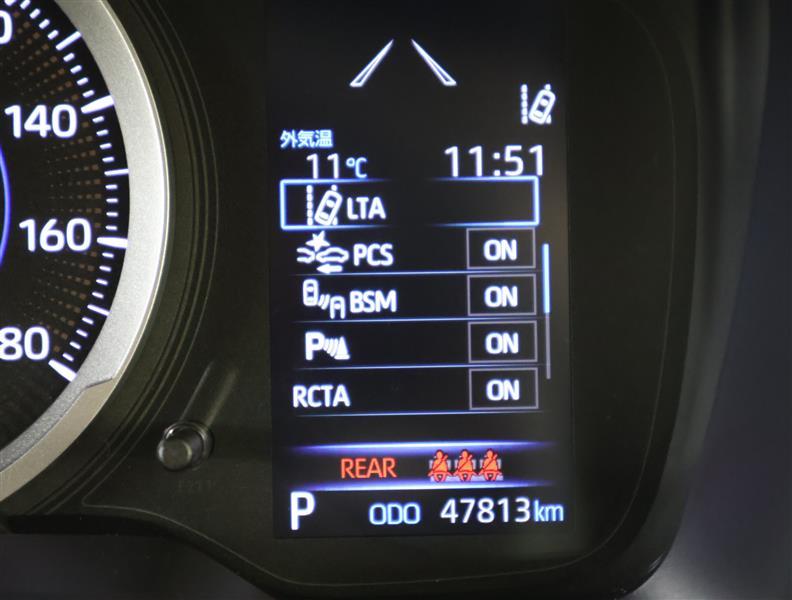 140
160
80
外気温
11℃ 11:51
LTA
PCS ON
BSM ON
P ON
RCTA ON
REAR
P ODO 47813km